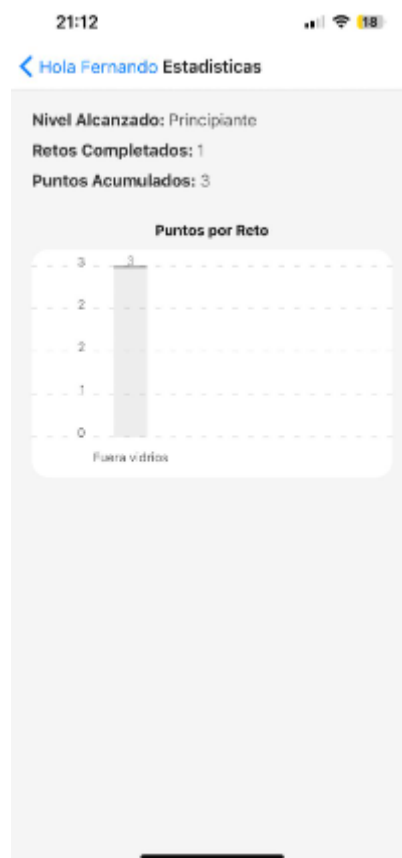 21:12
18
Hola Fernando Estadisticas
Nivel Alcanzado: Principiante
Retos Completados: 1
Puntos Acumulados: 3
Puntos por Reto
3
3
2
2
1
0
Fuera vidrios